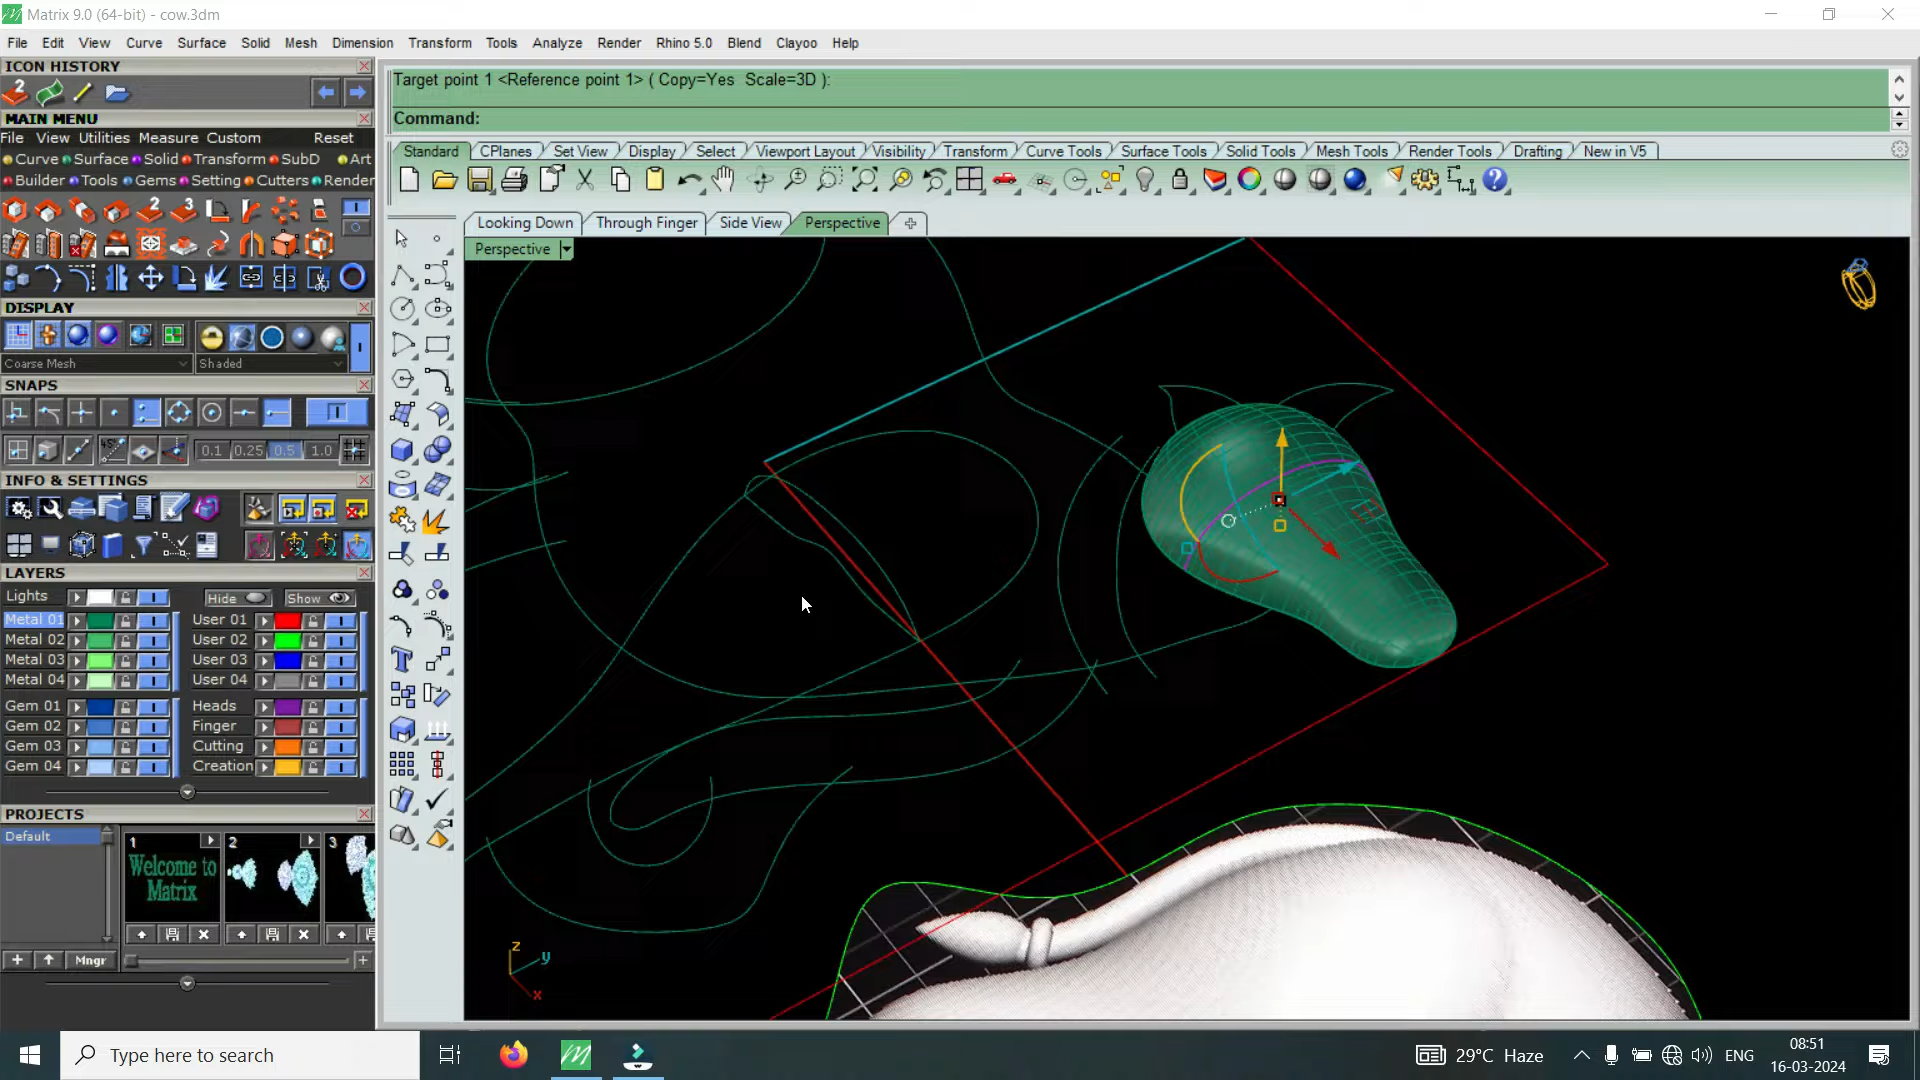 Matrix 9.0 (64-bit) - cow.3dm
File Edit View Curve Surface Solid Mesh Dimension Transform Tools Analyze Render Rhino 5.0 Blend Clayoo Help
ICON HISTORY
Target point 1 <Reference point 1> ( Copy=Yes Scale=3D ):
Command:
MAIN MENU
File View Utilities Measure Custom Reset
Curve Surface Solid Transform SubD Art
Builder Tools Gems Setting Cutters Render
Standard CPlanes Set View Display Select Viewport Layout Visibility Transform Curve Tools Surface Tools Solid Tools Mesh Tools Render Tools Drafting New in V5
Looking Down Through Finger Side View Perspective
Perspective
DISPLAY
Coarse Mesh Shaded
SNAPS
0.1 0.25 0.5 1.0
INFO & SETTINGS
LAYERS
Lights Hide Show
Metal 01 User 01
Metal 02 User 02
Metal 03 User 03
Metal 04 User 04
Gem 01 Heads
Gem 02 Finger
Gem 03 Cutting
Gem 04 Creation
PROJECTS
Default
1 2 3
Welcome to
Matrix
Mngr
z
y
x
Type here to search
29°C Haze
ENG
08:51
16-03-2024